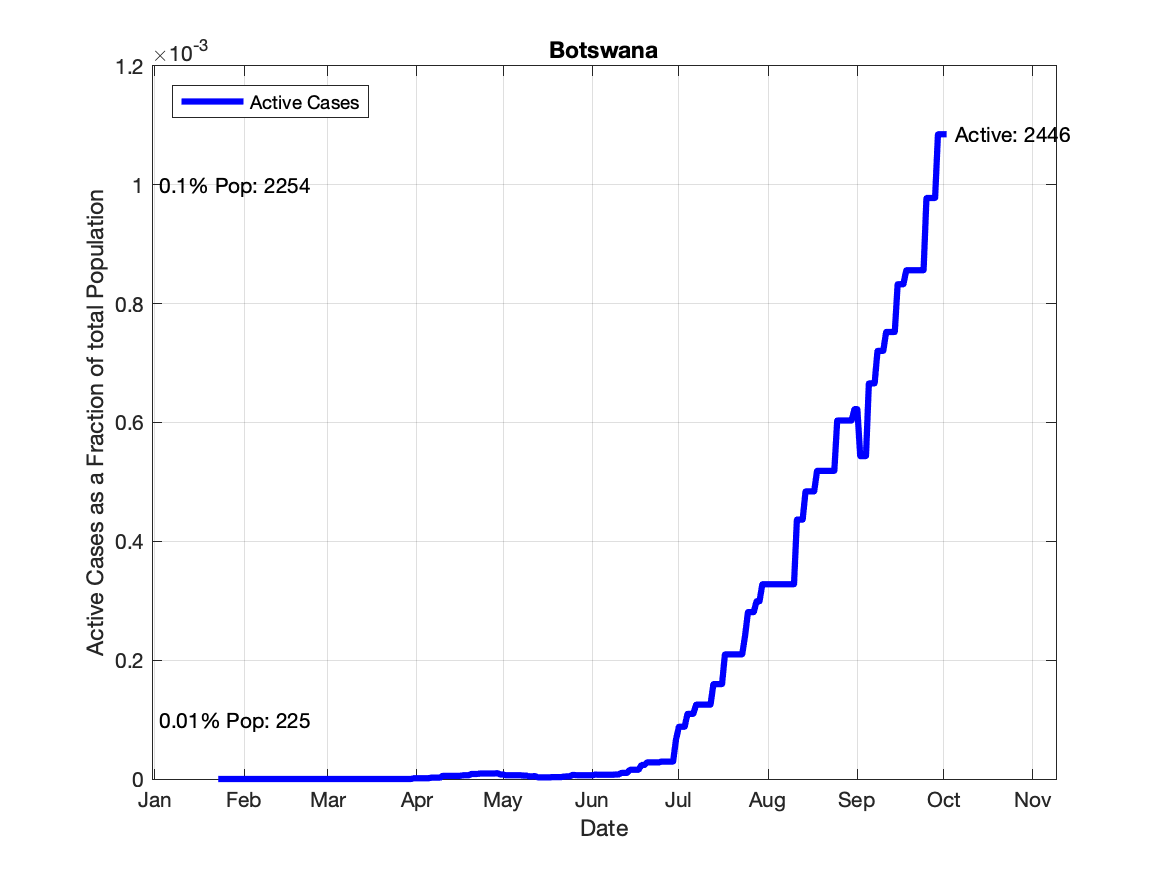 Botswana
×10-3
1.2
1
0.8
0.6
0.4
0.2
0
Active Cases as a Fraction of total Population
Active Cases
Active: 2446
0.1% Pop: 2254
0.01% Pop: 225
Jan Feb Mar Apr May Jun Jul Aug Sep Oct Nov
Date